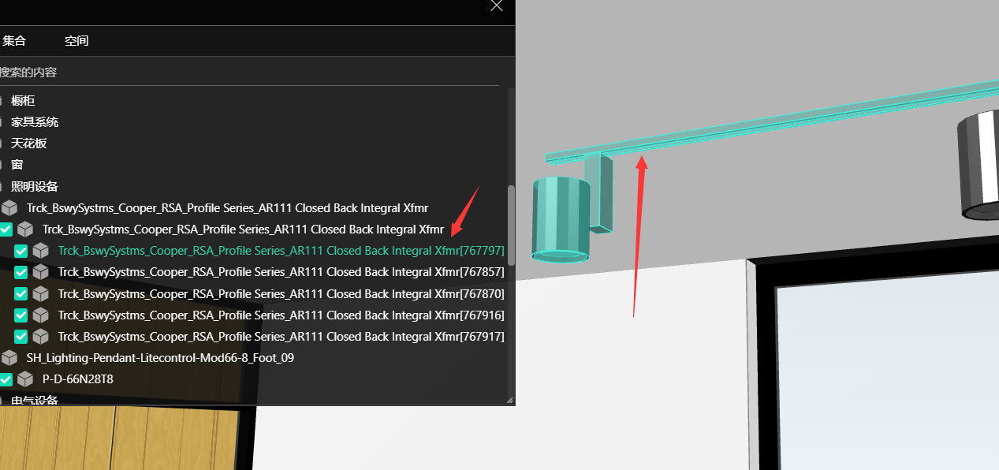 集合 空间
搜索的内容
橱柜
家具系统
天花板
窗
照明设备
Trck_BswySystms_Cooper_RSA_Profile Series_AR111 Closed Back Integral Xfmr
Trck_BswySystms_Cooper_RSA_Profile Series_AR111 Closed Back Integral Xfmr
Trck_BswySystms_Cooper_RSA_Profile Series_AR111 Closed Back Integral Xfmr[767797]
Trck_BswySystms_Cooper_RSA_Profile Series_AR111 Closed Back Integral Xfmr[767857]
Trck_BswySystms_Cooper_RSA_Profile Series_AR111 Closed Back Integral Xfmr[767870]
Trck_BswySystms_Cooper_RSA_Profile Series_AR111 Closed Back Integral Xfmr[767916]
Trck_BswySystms_Cooper_RSA_Profile Series_AR111 Closed Back Integral Xfmr[767917]
SH_Lighting-Pendant-Litecontrol-Mod66-8_Foot_09
P-D-66N28T8
电气设备